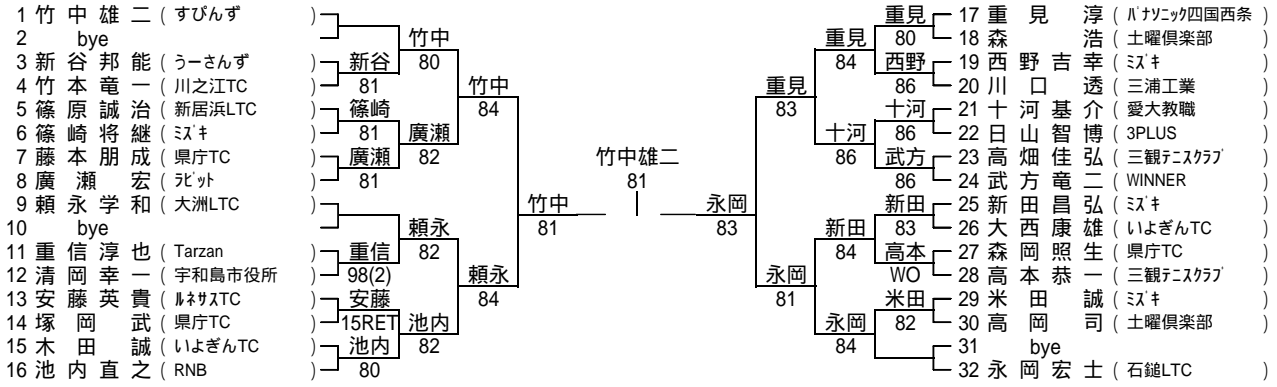 1 竹 中 雄 二 ( すぴんず )
2 bye
3 新 谷 邦 能 ( うーさんず )
4 竹 本 竜 一 ( 川之江TC )
5 篠 原 誠 治 ( 新居浜LTC )
6 篠 崎 将 継 ( ミズキ )
7 藤 本 朋 成 ( 県庁TC )
8 廣 瀬 宏 ( ラビット )
9 頼 永 学 和 ( 大洲LTC )
10 bye
11 重 信 淳 也 ( Tarzan )
12 清 岡 幸 一 ( 宇和島市役所 )
13 安 藤 英 貴 ( ルネサスTC )
14 塚 岡 武 ( 県庁TC )
15 木 田 誠 ( いよぎんTC )
16 池 内 直 之 ( RNB )
新谷
81
篠崎
81
廣瀬
81
重信
98(2)
安藤
15RET
池内
80
竹中
80
廣瀬
82
頼永
82
池内
82
竹中
84
頼永
84
竹中
81
竹中雄二
81
永岡
83
重見
83
永岡
81
重見
84
十河
86
新田
84
永岡
84
重見
80
西野
86
十河
86
武方
86
新田
83
高本
WO
米田
82
17 重 見 淳 ( パナソニック四国西条 )
18 森 浩 ( 土曜倶楽部 )
19 西 野 吉 幸 ( ミズキ )
20 川 口 透 ( 三浦工業 )
21 十 河 基 介 ( 愛大教職 )
22 日 山 智 博 ( 3PLUS )
23 高 畑 佳 弘 ( 三観テニスクラブ )
24 武 方 竜 二 ( WINNER )
25 新 田 昌 弘 ( ミズキ )
26 大 西 康 雄 ( いよぎんTC )
27 森 岡 照 生 ( 県庁TC )
28 高 本 恭 一 ( 三観テニスクラブ )
29 米 田 誠 ( ミズキ )
30 高 岡 司 ( 土曜倶楽部 )
31 bye
32 永 岡 宏 士 ( 石鎚LTC )